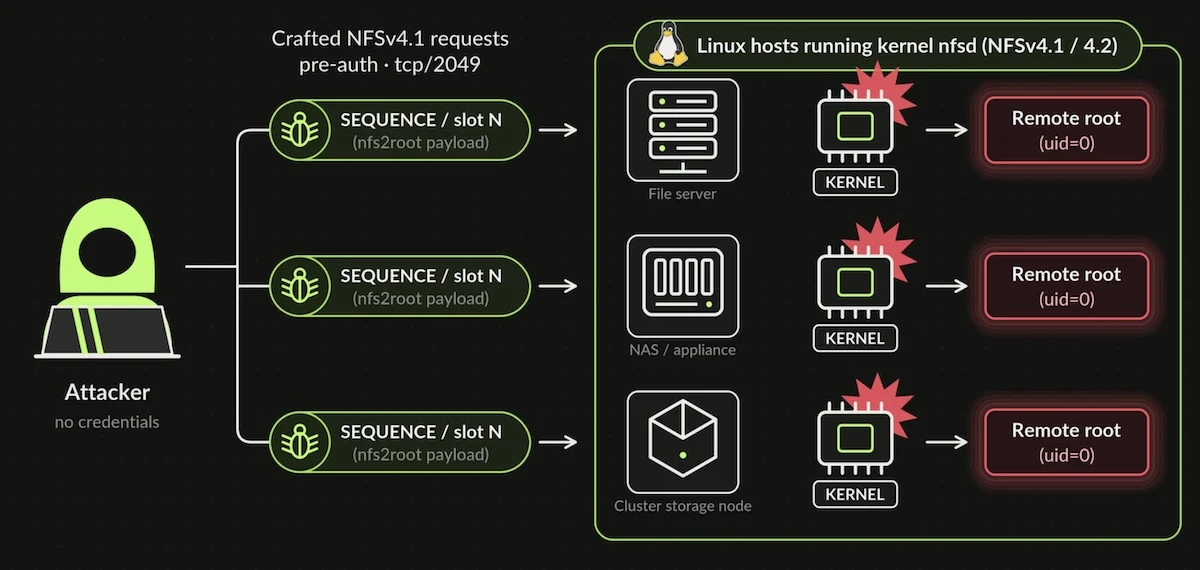 Crafted NFSv4.1 requests
pre-auth · tcp/2049
Linux hosts running kernel nfsd (NFSv4.1 / 4.2)
SEQUENCE / slot N
(nfs2root payload)
File server
KERNEL
Remote root
(uid=0)
Attacker
no credentials
SEQUENCE / slot N
(nfs2root payload)
NAS / appliance
KERNEL
Remote root
(uid=0)
SEQUENCE / slot N
(nfs2root payload)
Cluster storage node
KERNEL
Remote root
(uid=0)